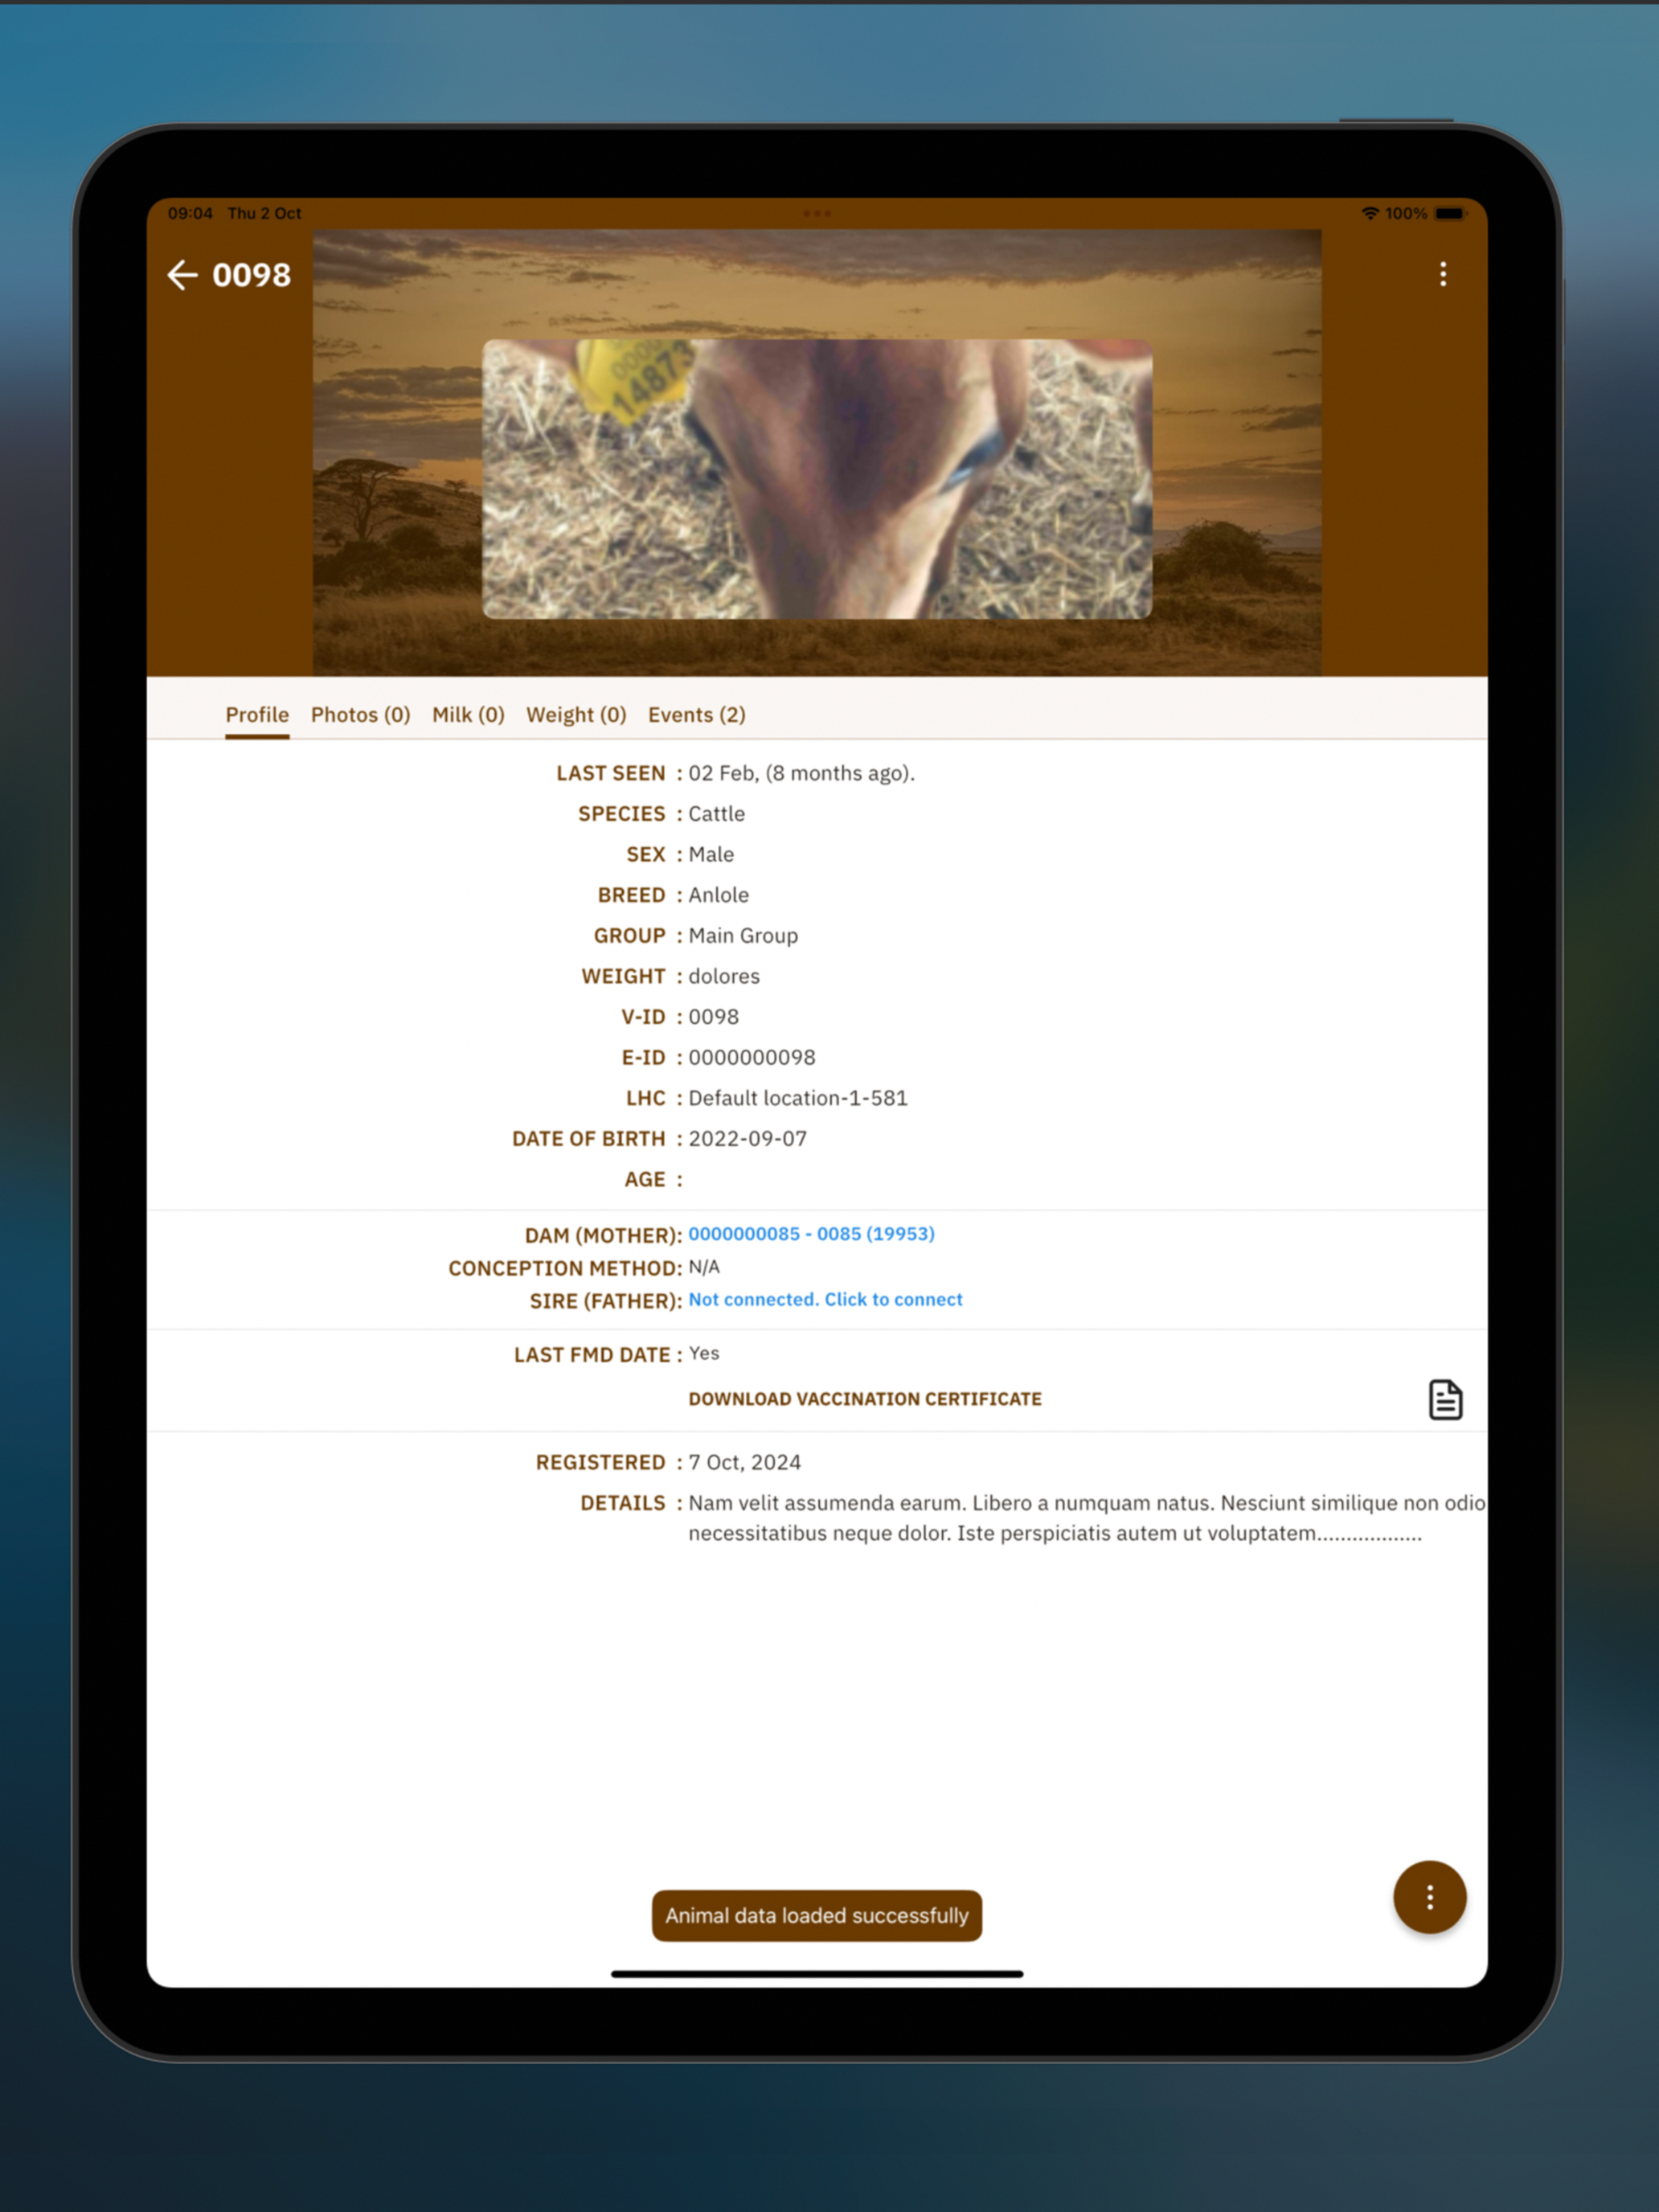 09:04 Thu 2 Oct
100%
0098
14873
Profile Photos (0) Milk (0) Weight (0) Events (2)
LAST SEEN : 02 Feb, (8 months ago).
SPECIES : Cattle
SEX : Male
BREED : Anlole
GROUP : Main Group
WEIGHT : dolores
V-ID : 0098
E-ID : 0000000098
LHC : Default location-1-581
DATE OF BIRTH : 2022-09-07
AGE :
DAM (MOTHER): 0000000085 - 0085 (19953)
CONCEPTION METHOD: N/A
SIRE (FATHER): Not connected. Click to connect
LAST FMD DATE : Yes
DOWNLOAD VACCINATION CERTIFICATE
REGISTERED : 7 Oct, 2024
DETAILS : Nam velit assumenda earum. Libero a numquam natus. Nesciunt similique non odio
necessitatibus neque dolor. Iste perspiciatis autem ut voluptatem..................
Animal data loaded successfully